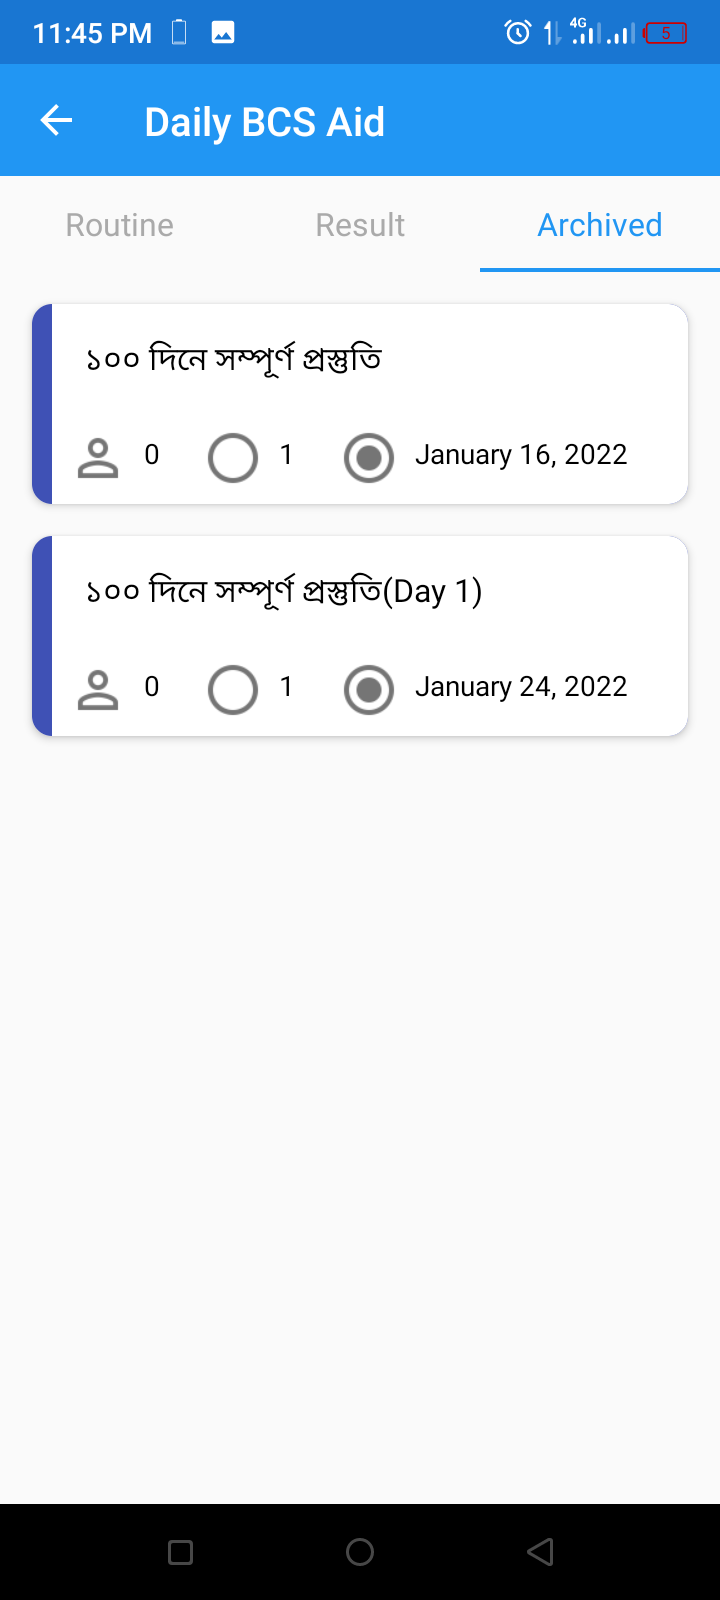 11:45 PM
4G
5
Daily BCS Aid
Routine Result Archived
১০০ দিনে সম্পূর্ণ প্রস্তুতি
0 1 January 16, 2022
১০০ দিনে সম্পূর্ণ প্রস্তুতি(Day 1)
0 1 January 24, 2022